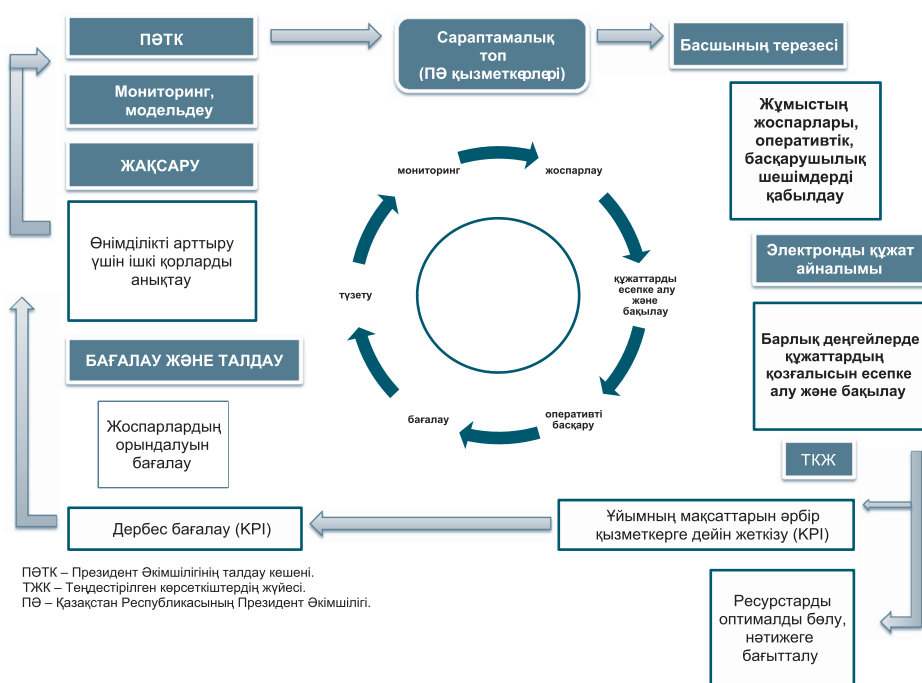 ПӘТК
Сараптамалық
топ
(ПӘ қызметкерлері)
Басшының терезесі
Мониторинг,
модельдеу
ЖАҚСАРУ
Өнімділікті арттыру
үшін ішкі қорларды
анықтау
БАҒАЛАУ ЖӘНЕ ТАЛДАУ
Жоспарлардың
орындалуын
бағалау
Дербес бағалау (KPI)
мониторинг
жоспарлау
құжаттарды
есепке алу
және
бақылау
оперативті
басқару
бағалау
түзету
Жұмыстың
жоспарлары,
оперативтік,
басқарушылық
шешімдерді
қабылдау
Электронды құжат
айналымы
Барлық деңгейлерде
құжаттардың
қозғалысын есепке
алу және бақылау
ТКЖ
Ұйымның мақсаттарын әрбір
қызметкерге дейін жеткізу (KPI)
Ресурстарды
оптималды бөлу,
нәтижеге
бағытталу
ПӘТК – Президент Әкімшілігінің талдау кешені.
ТЖК – Теңдестірілген көрсеткіштердің жүйесі.
ПӘ – Қазақстан Республикасының Президент Әкімшілігі.